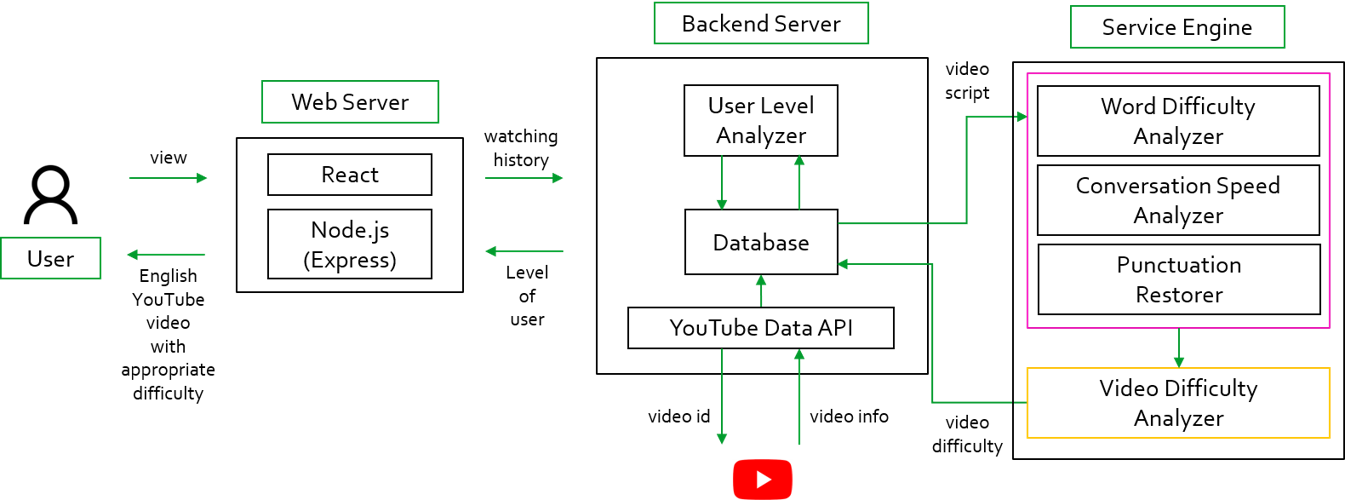 Backend Server
Service Engine
Web Server
video
script
User Level
Analyzer
Word Difficulty
Analyzer
watching
history
view
React
Conversation Speed
Analyzer
Node.js
(Express)
Database
User
English
YouTube
video
with
appropriate
difficulty
Level
of
user
Punctuation
Restorer
YouTube Data API
Video Difficulty
Analyzer
video id
video info
video
difficulty